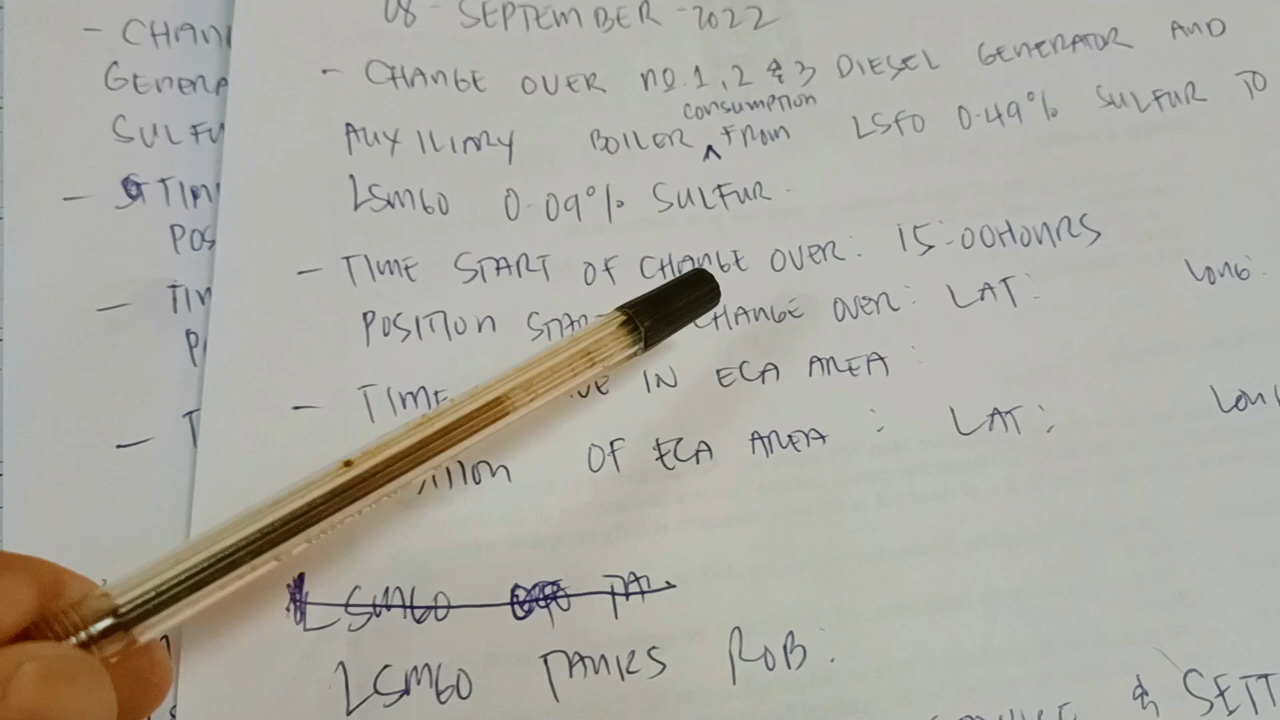 08 - SEPTEMBER - 2022
- CHANGE OVER NO. 1, 2 & 3 DIESEL GENERATOR AND
consumption
AUXILIARY BOILER ^ FROM LSFO 0.49% SULFUR TO
LSMGO 0.09% SULFUR.
- TIME START OF CHANGE OVER: 15:00HOURS
POSITION CHANGE OVER: LAT: LONG:
- TIME IN ECA AREA :
OF ECA AREA : LAT:
LSMGO
LSMGO TANKS ROB:
& SETT
- CHAN
GENERA
SULFU
- TIM
POS
- TIM
P
- T